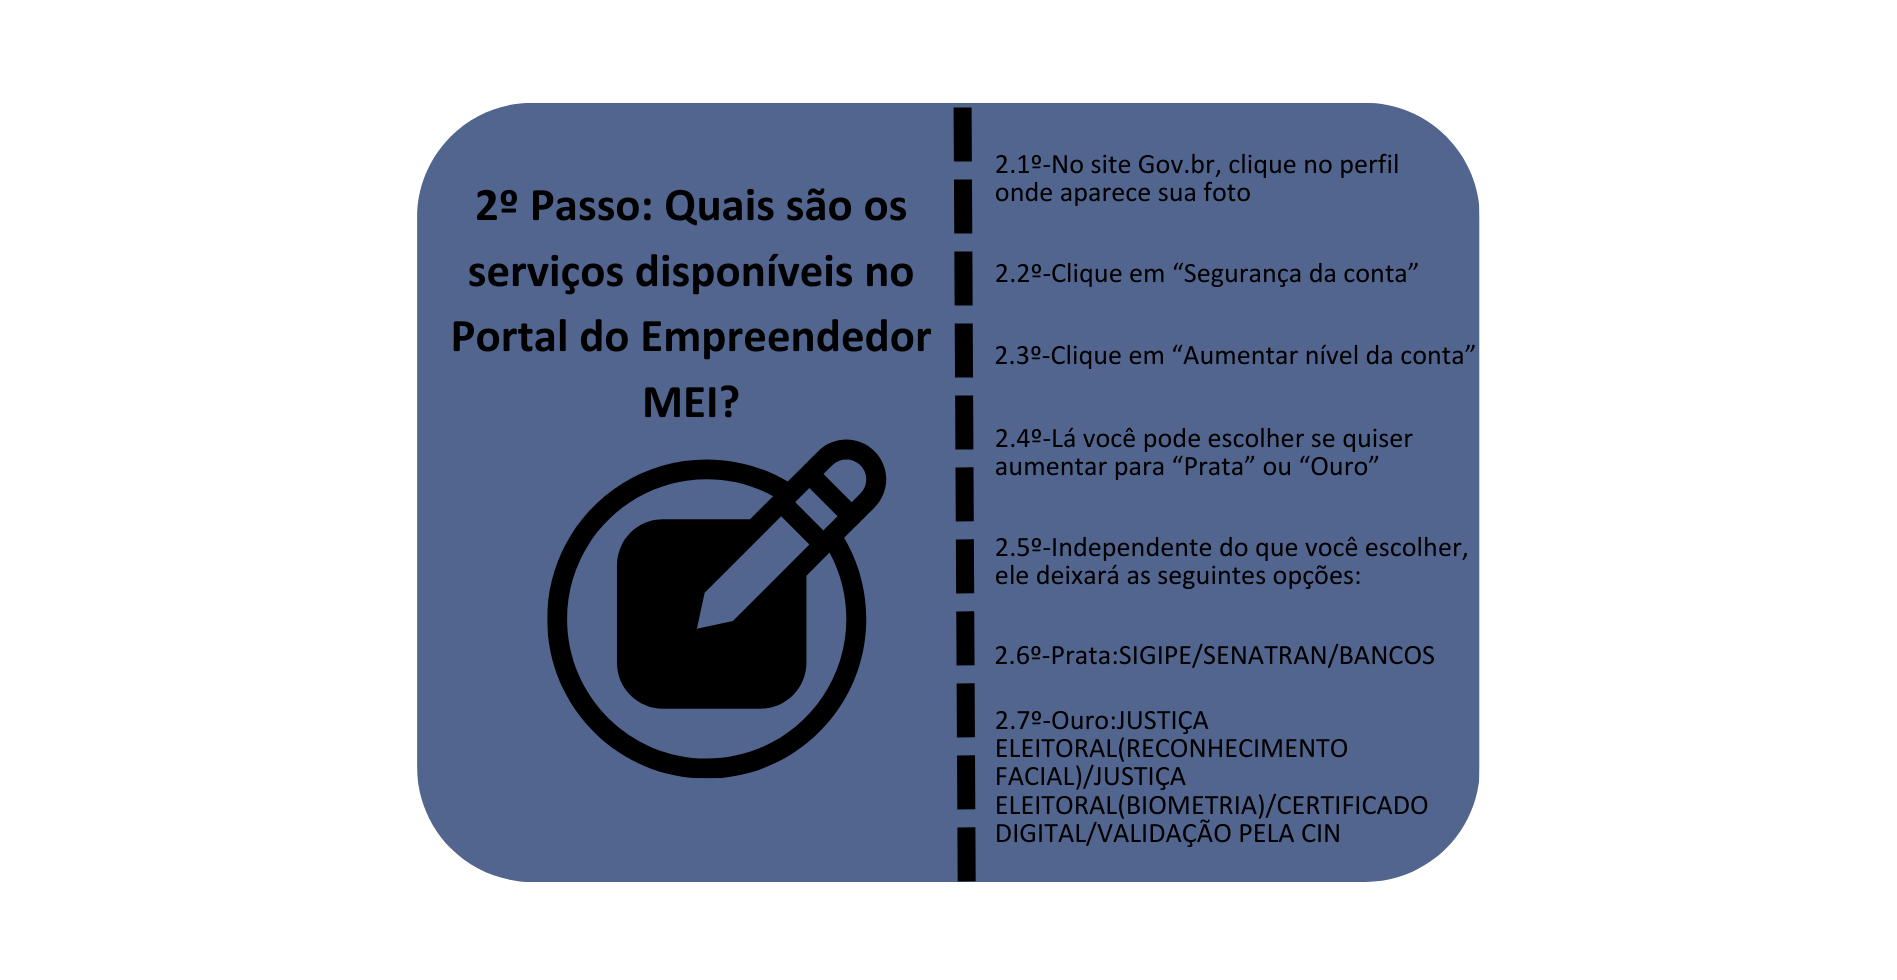 2º Passo: Quais são os
serviços disponíveis no
Portal do Empreendedor
MEI?
2.1º-No site Gov.br, clique no perfil
onde aparece sua foto
2.2º-Clique em “Segurança da conta”
2.3º-Clique em “Aumentar nível da conta”
2.4º-Lá você pode escolher se quiser
aumentar para “Prata” ou “Ouro”
2.5º-Independente do que você escolher,
ele deixará as seguintes opções:
2.6º-Prata:SIGIPE/SENATRAN/BANCOS
2.7º-Ouro:JUSTIÇA
ELEITORAL(RECONHECIMENTO
FACIAL)/JUSTIÇA
ELEITORAL(BIOMETRIA)/CERTIFICADO
DIGITAL/VALIDAÇÃO PELA CIN